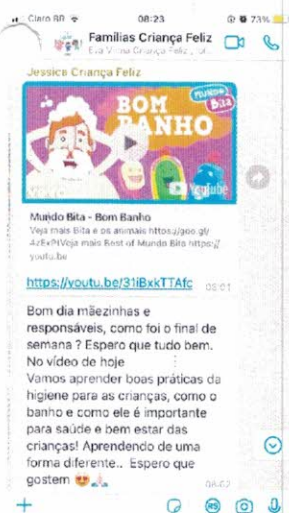 Claro BR
08:23
73%
Famílias Criança Feliz
Jessica Criança Feliz
MUNDO
Bita
BOM
BANHO
YouTube
Mundo Bita - Bom Banho
Veja mais Bita e os animais https://goo.gl/
Veja mais Best of Mundo Bita https://
youtu.be
https://youtu.be/31iBxkTTAfc
08:01
Bom dia mãezinhas e
responsáveis, como foi o final de
semana ? Espero que tudo bem.
No vídeo de hoje
Vamos aprender boas práticas da
higiene para as crianças, como o
banho e como ele é importante
para saúde e bem estar das
crianças! Aprendendo de uma
forma diferente.. Espero que
gostem 😍🙏🏻
08:02